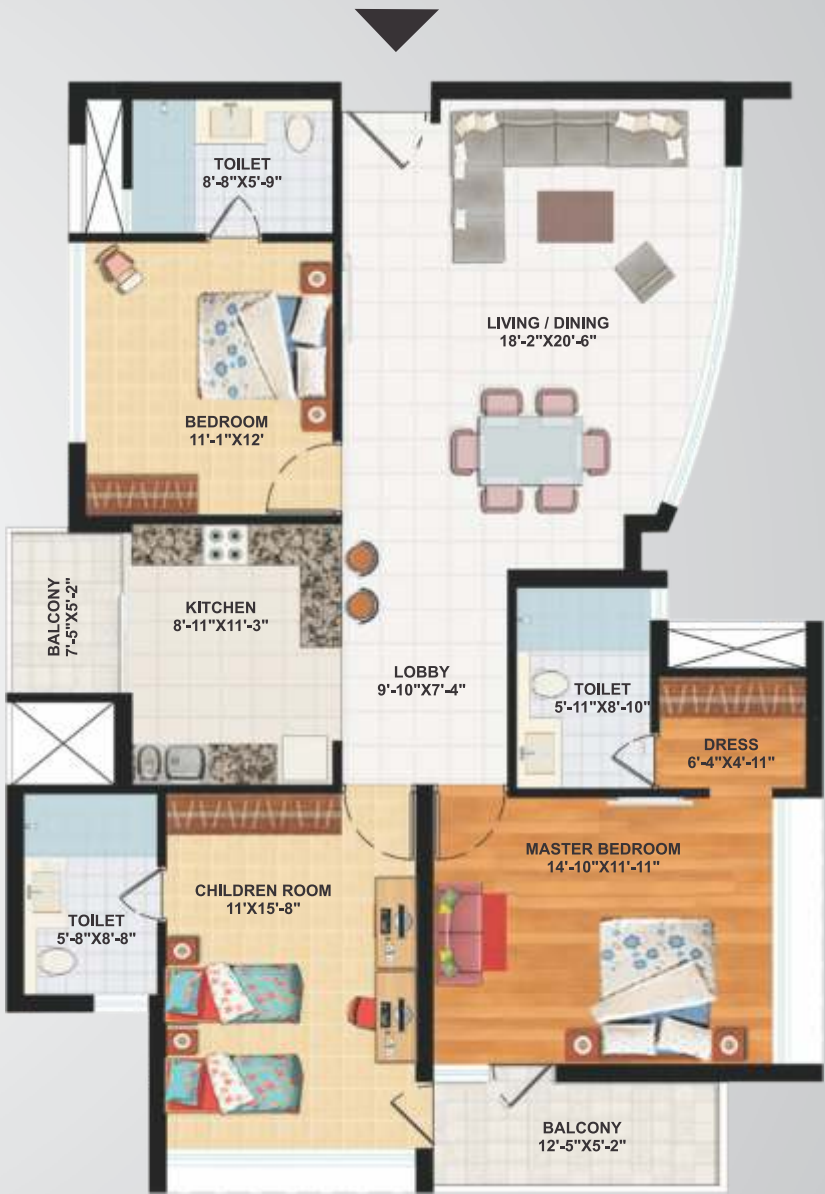 TOILET
8'-8"X5'-9"
LIVING / DINING
18'-2"X20'-6"
BEDROOM
11'-1"X12'
BALCONY
7'-5"X5'-2"
KITCHEN
8'-11"X11'-3"
LOBBY
9'-10"X7'-4"
TOILET
5'-11"X8'-10"
DRESS
6'-4"X4'-11"
MASTER BEDROOM
14'-10"X11'-11"
CHILDREN ROOM
11'X15'-8"
TOILET
5'-8"X8'-8"
BALCONY
12'-5"X5'-2"